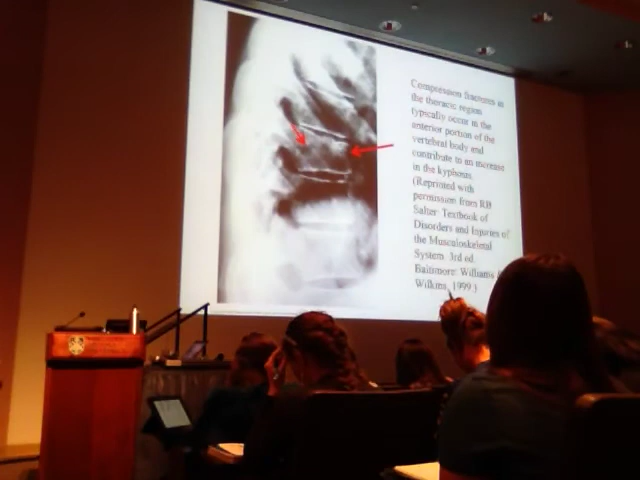 Compression fractures in
the thoracic region
typically occur in the
anterior portion of the
vertebral body and
contribute to an increase
in the kyphosis.
(Reprinted with
permission from RB
Salter Textbook of
Disorders and Injuries of
the Musculoskeletal
System 3rd ed.
Baltimore: Williams &
Wilkins, 1999.)